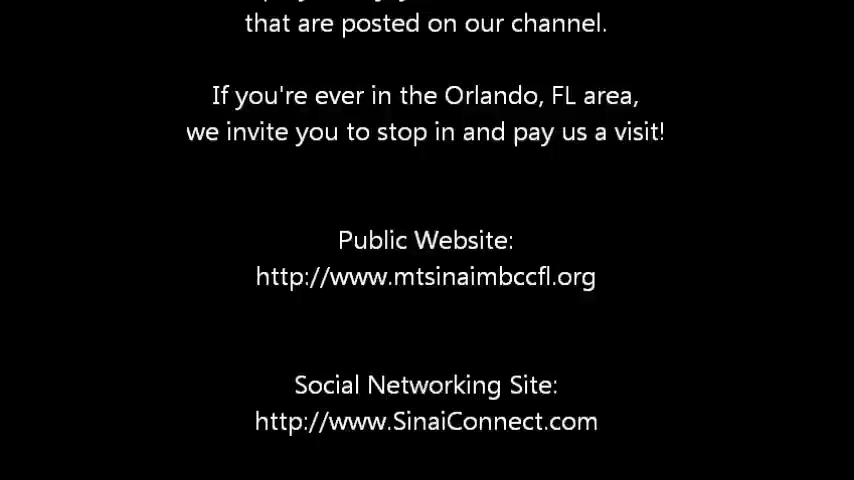 that are posted on our channel.
If you're ever in the Orlando, FL area,
we invite you to stop in and pay us a visit!
Public Website:
http://www.mtsinaimbccfl.org
Social Networking Site:
http://www.SinaiConnect.com